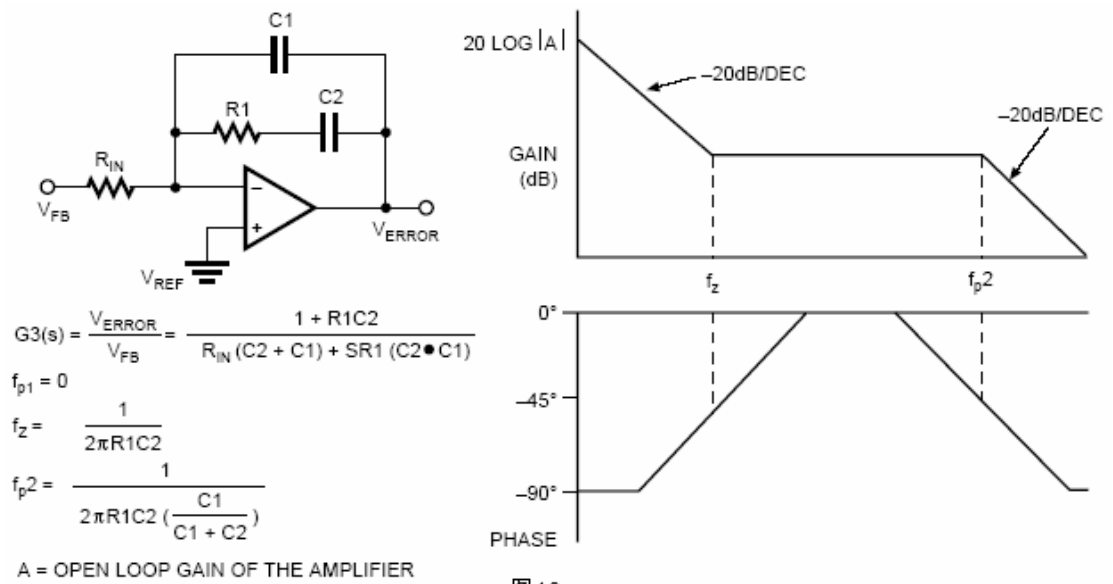 C1
R1
C2
RIN
VFB
−
+
VERROR
VREF
G3(s) = VERROR / VFB = 1 + R1C2 / RIN (C2 + C1) + SR1 (C2●C1)
fp1 = 0
fZ = 1 / 2πR1C2
fp2 = 1 / 2πR1C2 (C1 / C1 + C2)
A = OPEN LOOP GAIN OF THE AMPLIFIER
20 LOG |A|
–20dB/DEC
–20dB/DEC
GAIN
(dB)
fz
fp2
0°
–45°
–90°
PHASE